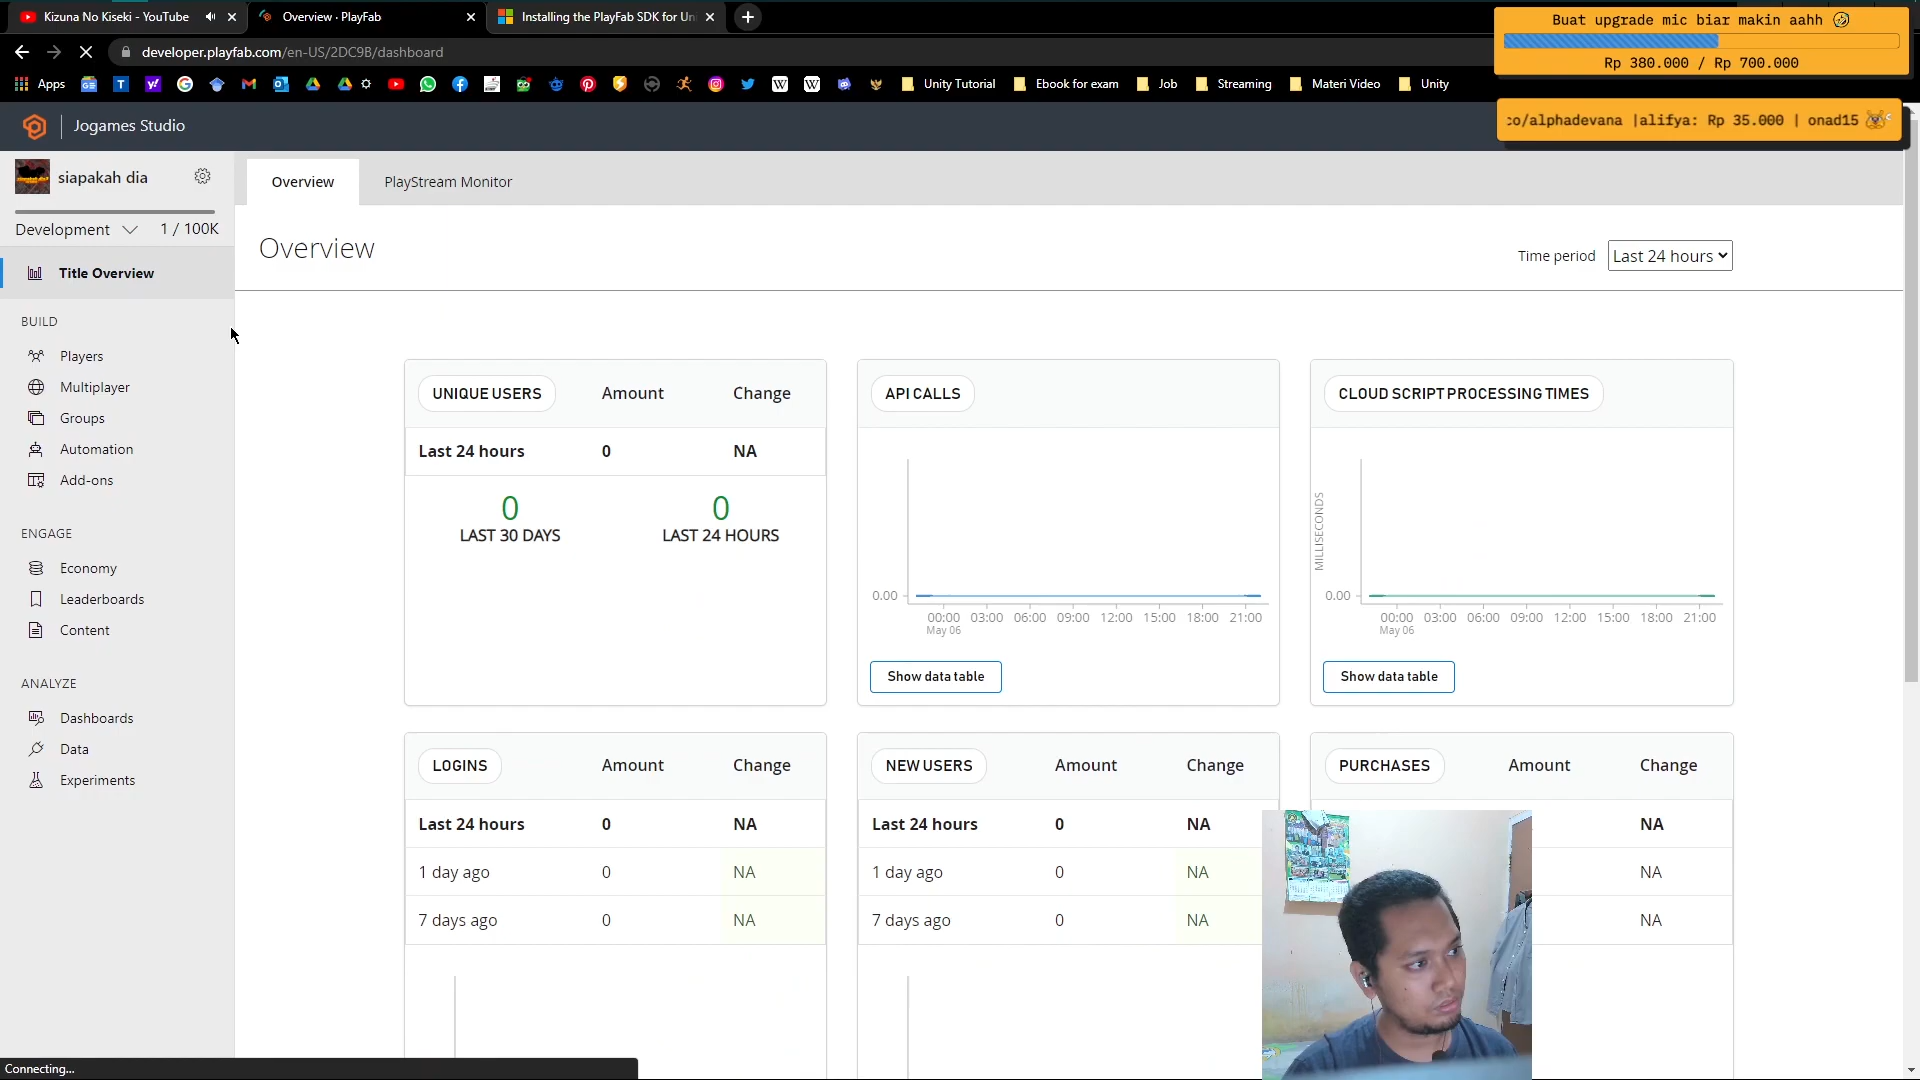 Kizuna No Kiseki - YouTube
Overview · PlayFab
Installing the PlayFab SDK for Uni
Buat upgrade mic biar makin aahh
Rp 380.000 / Rp 700.000
developer.playfab.com/en-US/2DC9B/dashboard
Apps
Unity Tutorial
Ebook for exam
Job
Streaming
Materi Video
Unity
Jogames Studio
co/alphadevana |alifya: Rp 35.000 | onad15
siapakah dia
Overview
PlayStream Monitor
Development
1 / 100K
Overview
Time period
Last 24 hours
Title Overview
BUILD
Players
Multiplayer
Groups
Automation
Add-ons
ENGAGE
Economy
Leaderboards
Content
ANALYZE
Dashboards
Data
Experiments
UNIQUE USERS Amount Change
Last 24 hours 0 NA
0 0
LAST 30 DAYS LAST 24 HOURS
API CALLS
0.00
00:00 03:00 06:00 09:00 12:00 15:00 18:00 21:00
May 06
Show data table
CLOUD SCRIPT PROCESSING TIMES
MILLISECONDS
0.00
00:00 03:00 06:00 09:00 12:00 15:00 18:00 21:00
May 06
Show data table
LOGINS Amount Change
Last 24 hours 0 NA
1 day ago 0 NA
7 days ago 0 NA
NEW USERS Amount Change
Last 24 hours 0 NA
1 day ago 0 NA
7 days ago 0 NA
PURCHASES Amount Change
NA
NA
NA
Connecting...